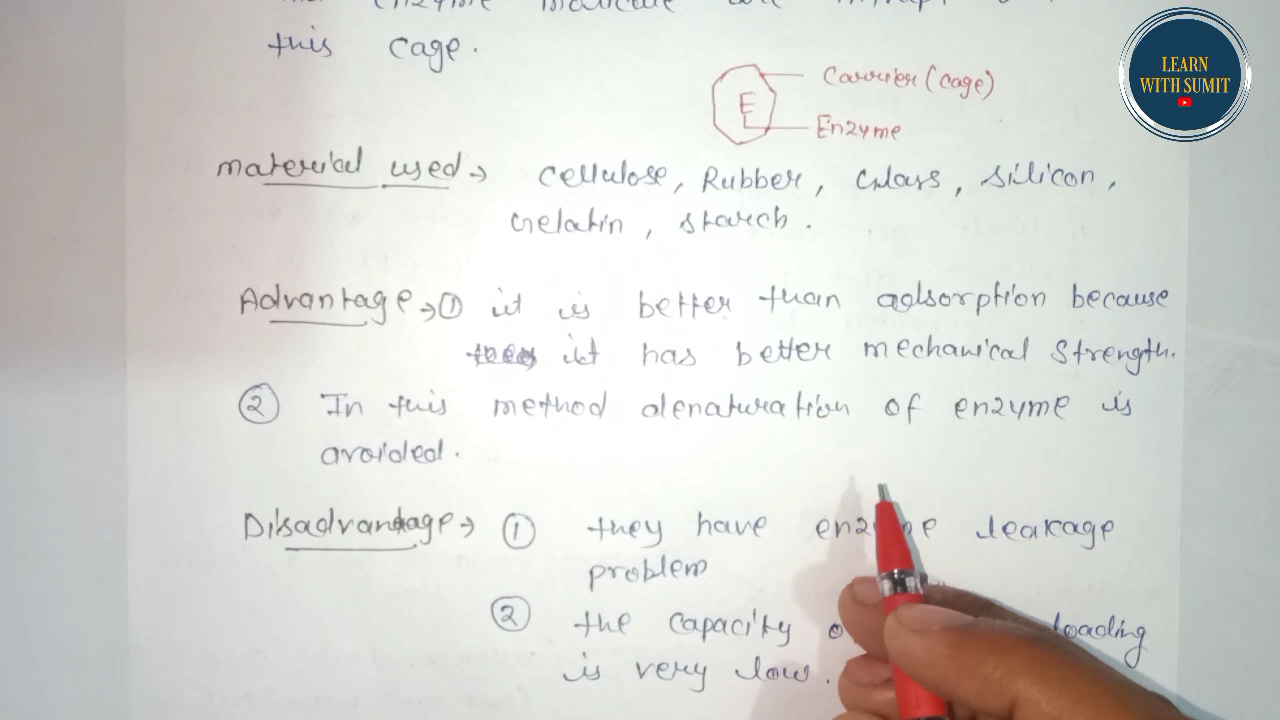 this cage.
Carrier (cage)
E
Enzyme
material used → cellulose, Rubber, Glass, silicon,
Gelatin, starch.
Advantage → ① it is better than adsorption because
it has better mechanical strength.
② In this method denaturation of enzyme is
avoided.
Disadvantage → ① they have enzyme leakage
problem
② the capacity loading
is very low.
LEARN
WITH SUMIT